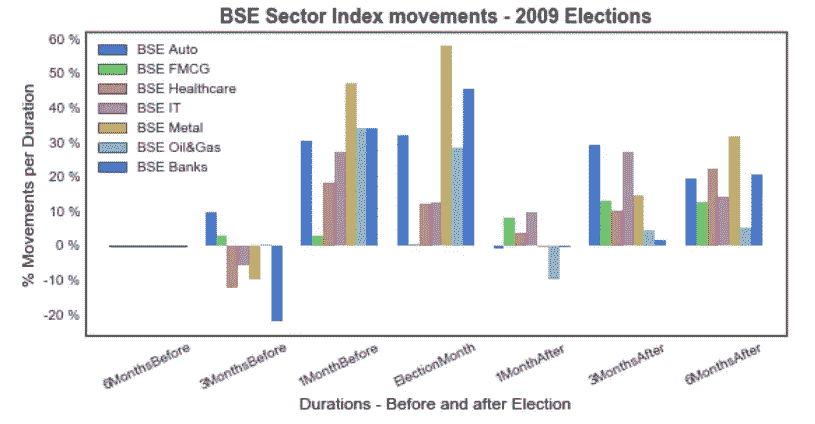 BSE Sector Index movements - 2009 Elections
60 %
50 %
40 %
30 %
20 %
10 %
0 %
-10 %
-20 %
% Movements per Duration
BSE Auto
BSE FMCG
BSE Healthcare
BSE IT
BSE Metal
BSE Oil&Gas
BSE Banks
6MonthsBefore
3MonthsBefore
1MonthBefore
ElectionMonth
1MonthAfter
3MonthsAfter
6MonthsAfter
Durations - Before and after Election